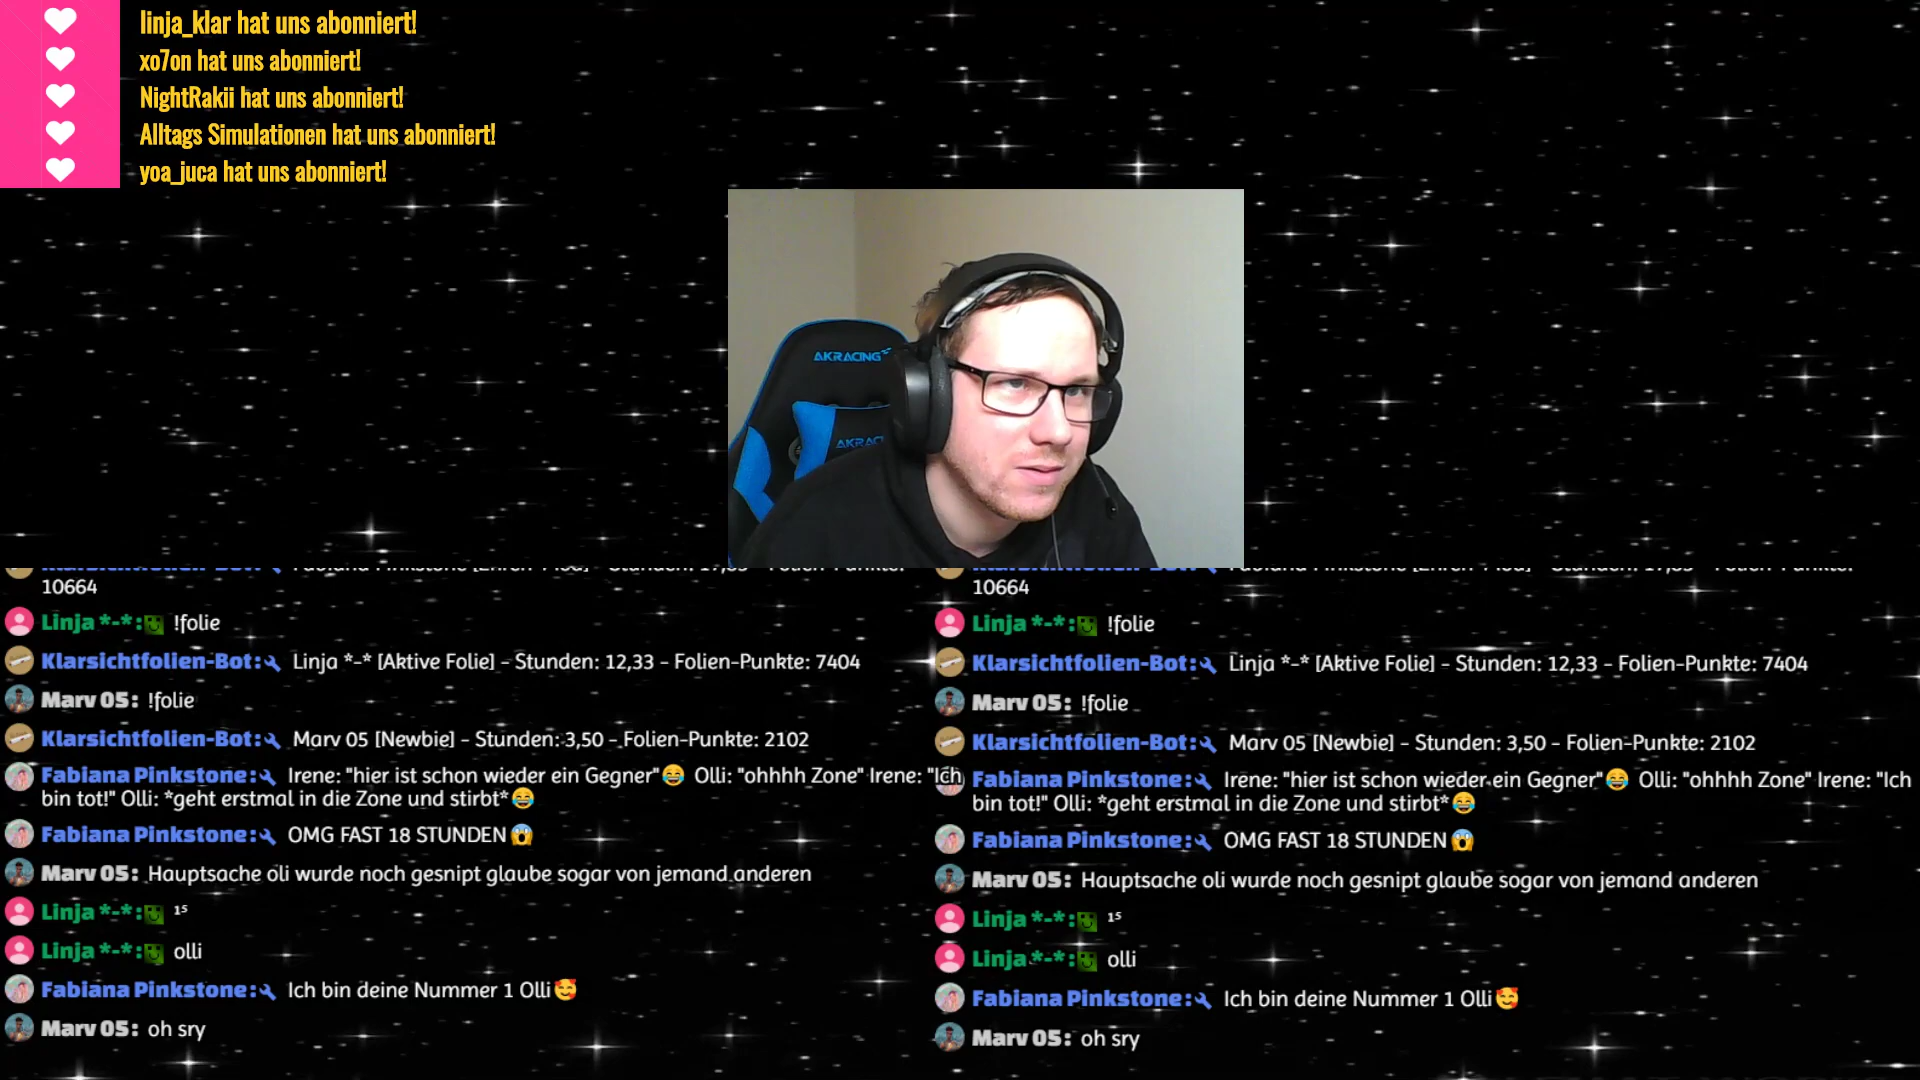 linja_klar hat uns abonniert!
xo7on hat uns abonniert!
NightRakii hat uns abonniert!
Alltags Simulationen hat uns abonniert!
yoa_juca hat uns abonniert!
AKRACING
AKRAC
10664
Linja *-*: !folie
Klarsichtfolien-Bot: Linja *-* [Aktive Folie] - Stunden: 12,33 - Folien-Punkte: 7404
Marv 05: !folie
Klarsichtfolien-Bot: Marv 05 [Newbie] - Stunden: 3,50 - Folien-Punkte: 2102
Fabiana Pinkstone: Irene: "hier ist schon wieder ein Gegner"😂 Olli: "ohhhh Zone" Irene: "Ich
bin tot!" Olli: *geht erstmal in die Zone und stirbt*😂
Fabiana Pinkstone: OMG FAST 18 STUNDEN😱
Marv 05: Hauptsache oli wurde noch gesnipt glaube sogar von jemand anderen
Linja *-*: ¹⁵
Linja *-*: olli
Fabiana Pinkstone: Ich bin deine Nummer 1 Olli🥰
Marv 05: oh sry
10664
Linja *-*: !folie
Klarsichtfolien-Bot: Linja *-* [Aktive Folie] - Stunden: 12,33 - Folien-Punkte: 7404
Marv 05: !folie
Klarsichtfolien-Bot: Marv 05 [Newbie] - Stunden: 3,50 - Folien-Punkte: 2102
Fabiana Pinkstone: Irene: "hier ist schon wieder ein Gegner"😂 Olli: "ohhhh Zone" Irene: "Ich
bin tot!" Olli: *geht erstmal in die Zone und stirbt*😂
Fabiana Pinkstone: OMG FAST 18 STUNDEN😱
Marv 05: Hauptsache oli wurde noch gesnipt glaube sogar von jemand anderen
Linja *-*: ¹⁵
Linja *-*: olli
Fabiana Pinkstone: Ich bin deine Nummer 1 Olli🥰
Marv 05: oh sry